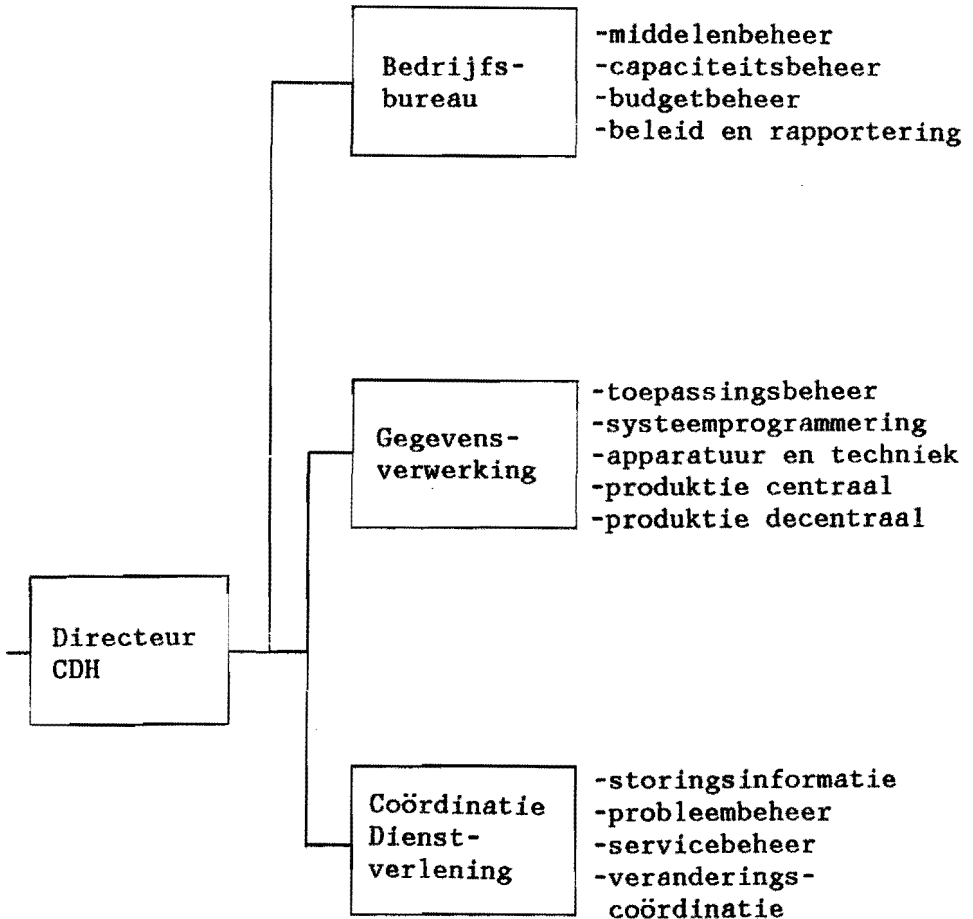 Bedrijfs-
bureau
-middelenbeheer
-capaciteitsbeheer
-budgetbeheer
-beleid en rapportering
Gegevens-
verwerking
-toepassingsbeheer
-systeemprogrammering
-apparatuur en techniek
-produktie centraal
-produktie decentraal
Directeur
CDH
Coördinatie
Dienst-
verlening
-storingsinformatie
-probleembeheer
-servicebeheer
-veranderings-
coördinatie